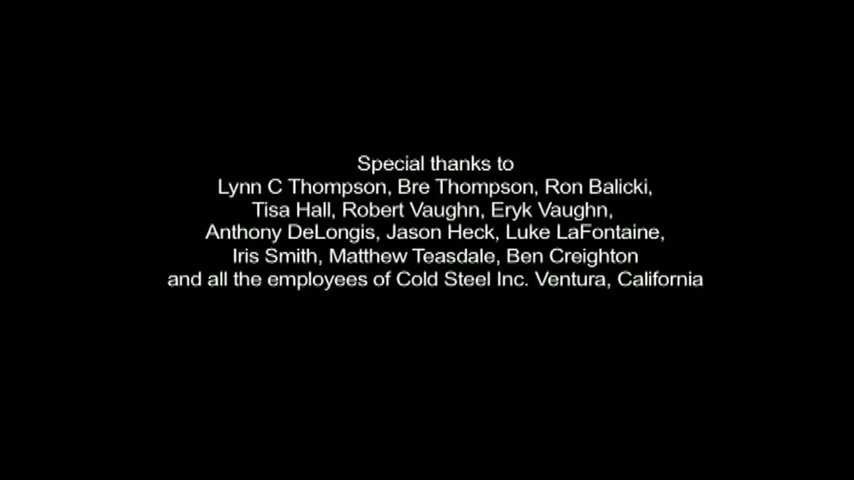 Special thanks to
Lynn C Thompson, Bre Thompson, Ron Balicki,
Tisa Hall, Robert Vaughn, Eryk Vaughn,
Anthony DeLongis, Jason Heck, Luke LaFontaine,
Iris Smith, Matthew Teasdale, Ben Creighton
and all the employees of Cold Steel Inc. Ventura, California